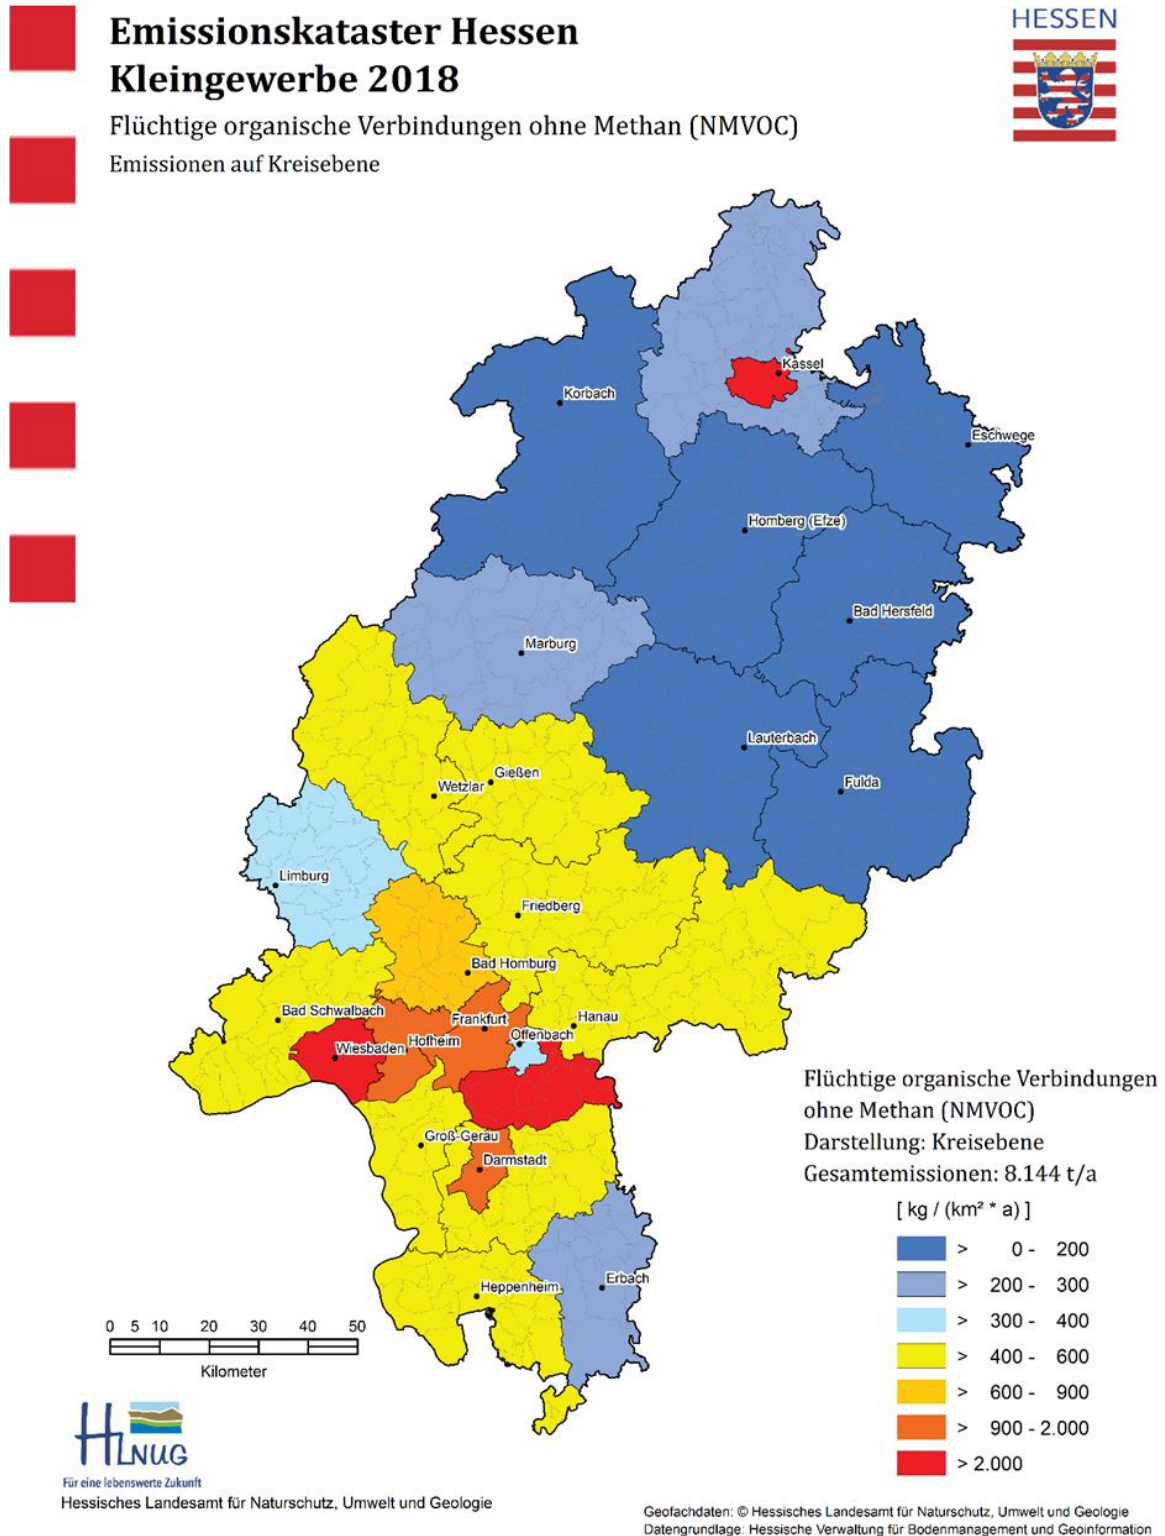 Emissionskataster Hessen
Kleingewerbe 2018
Flüchtige organische Verbindungen ohne Methan (NMVOC)
Emissionen auf Kreisebene
HESSEN
Kassel
Korbach
Eschwege
Homberg (Efze)
Bad Hersfeld
Marburg
Lauterbach
Gießen
Wetzlar
Fulda
Limburg
Friedberg
Bad Homburg
Bad Schwalbach
Frankfurt
Hanau
Offenbach
Hofheim
Wiesbaden
Groß-Gerau
Darmstadt
Erbach
Heppenheim
Flüchtige organische Verbindungen
ohne Methan (NMVOC)
Darstellung: Kreisebene
Gesamtemissionen: 8.144 t/a
[ kg / (km² * a) ]
> 0 - 200
> 200 - 300
> 300 - 400
> 400 - 600
> 600 - 900
> 900 - 2.000
> 2.000
0 5 10 20 30 40 50
Kilometer
HLNUG
Für eine lebenswerte Zukunft
Hessisches Landesamt für Naturschutz, Umwelt und Geologie
Geofachdaten: © Hessisches Landesamt für Naturschutz, Umwelt und Geologie
Datengrundlage: Hessische Verwaltung für Bodenmanagement und Geoinformation